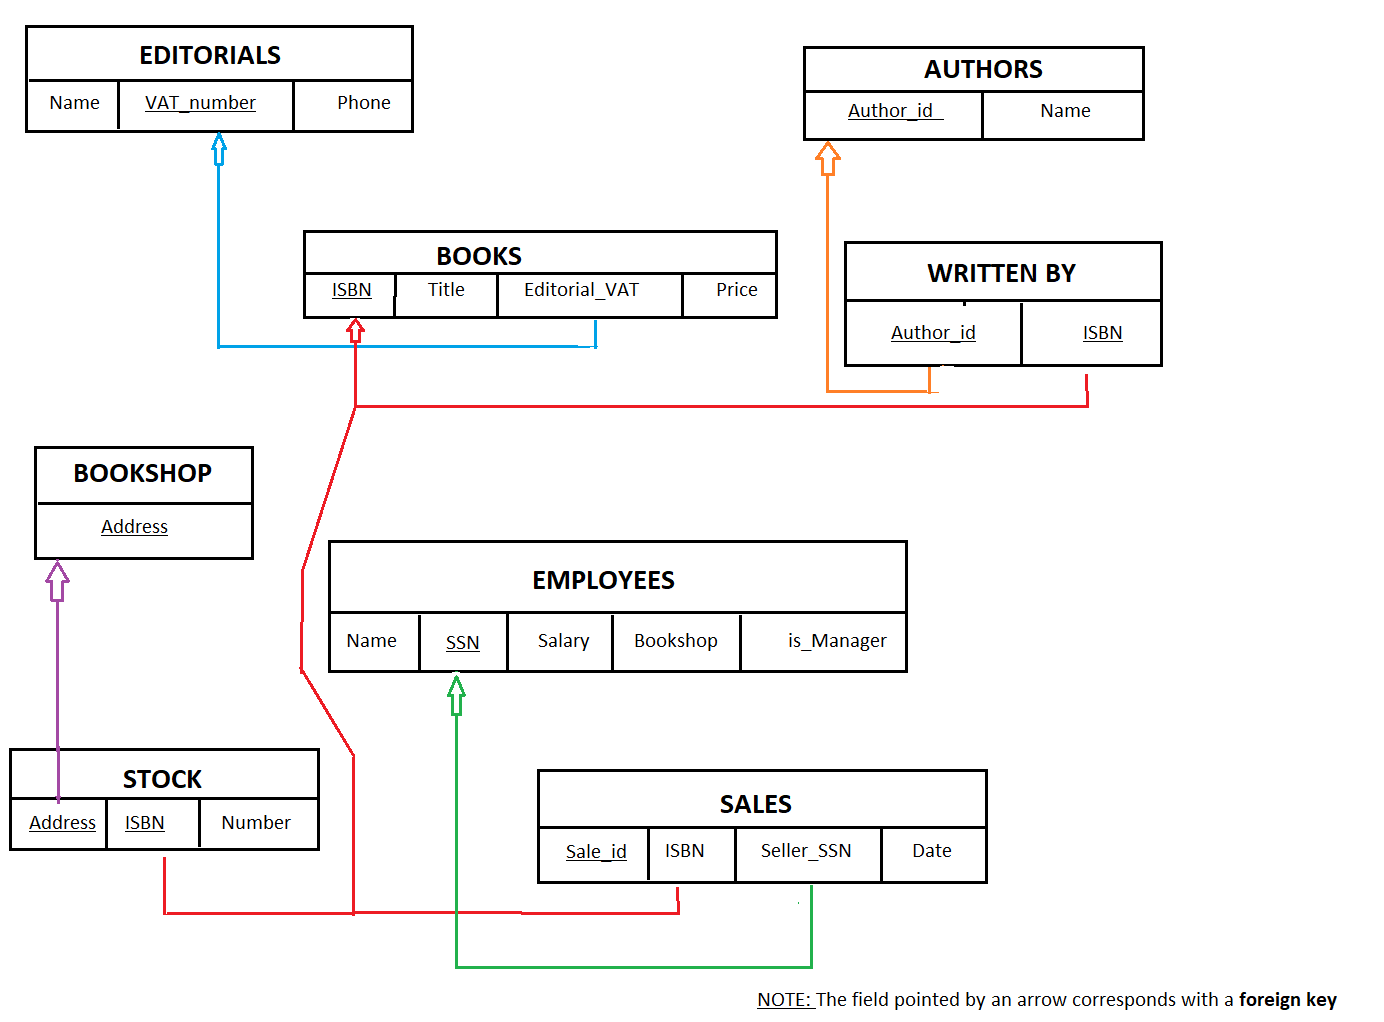 EDITORIALS
Name VAT_number Phone
AUTHORS
Author_id Name
BOOKS
ISBN Title Editorial_VAT Price
WRITTEN BY
Author_id ISBN
BOOKSHOP
Address
EMPLOYEES
Name SSN Salary Bookshop is_Manager
STOCK
Address ISBN Number
SALES
Sale_id ISBN Seller_SSN Date
NOTE: The field pointed by an arrow corresponds with a foreign key